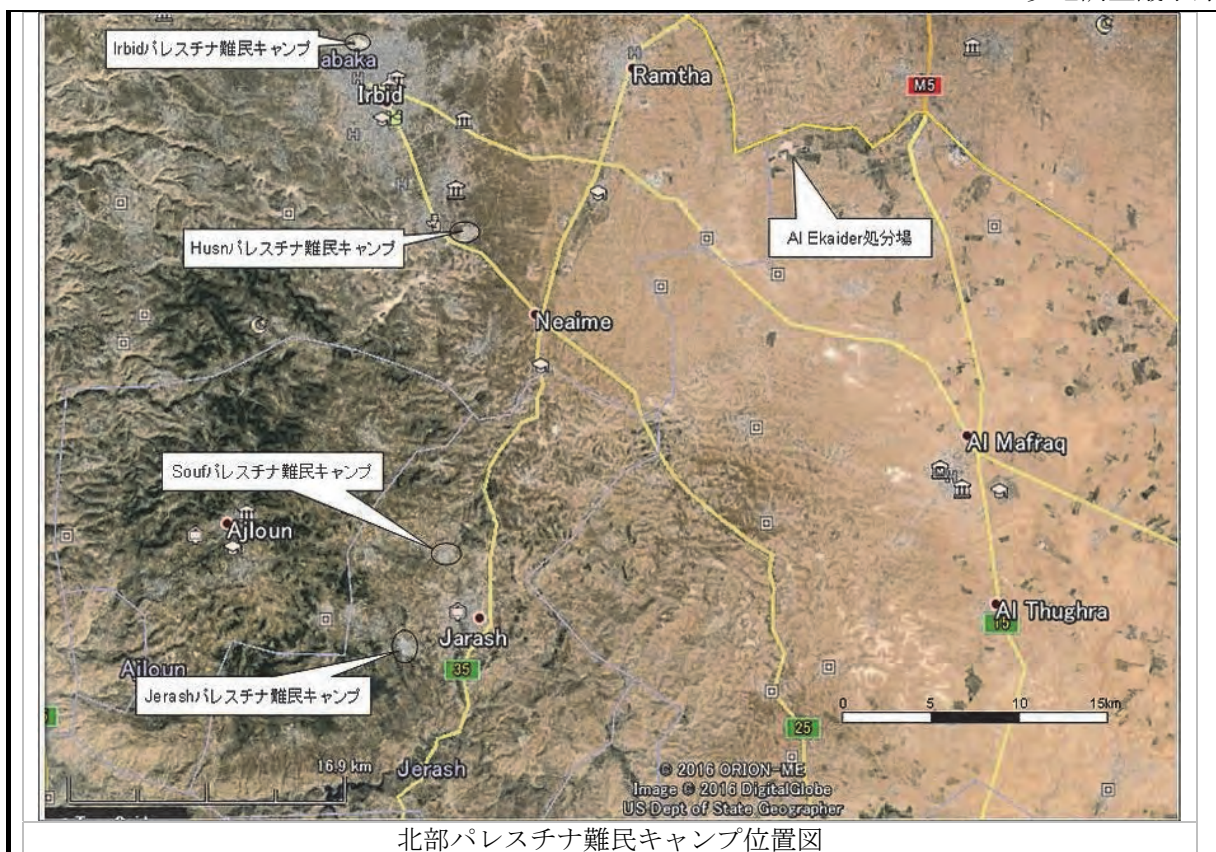 Irbidパレスチナ難民キャンプ
abaka
Irbid
Ramtha
M5
Al Ekaider処分場
Husnパレスチナ難民キャンプ
Neaime
Al Mafraq
Soufパレスチナ難民キャンプ
Ajloun
Al Thughra
15
Jarash
35
Ajloun
Jerashパレスチナ難民キャンプ
0 5 10 15km
25
16.9 km
Jerash
© 2016 ORION-ME
Image © 2016 DigitalGlobe
US Dept of State Geographer
北部パレスチナ難民キャンプ位置図